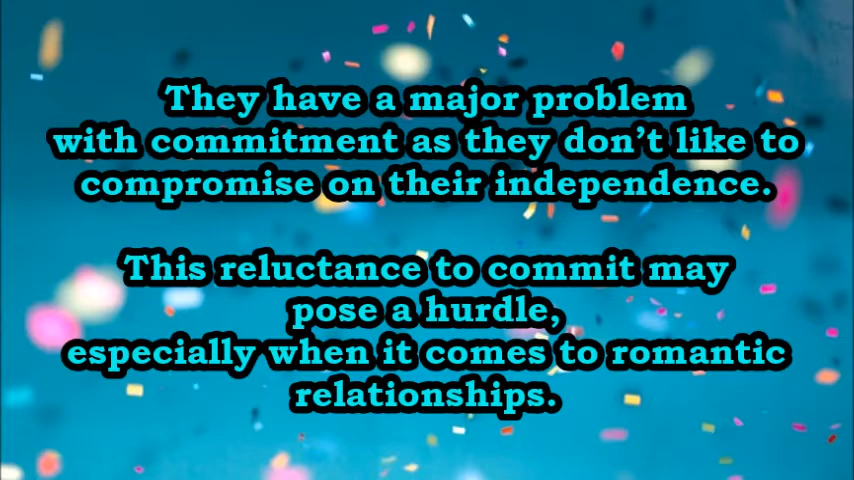 They have a major problem
with commitment as they don’t like to
compromise on their independence.
This reluctance to commit may
pose a hurdle,
especially when it comes to romantic
relationships.